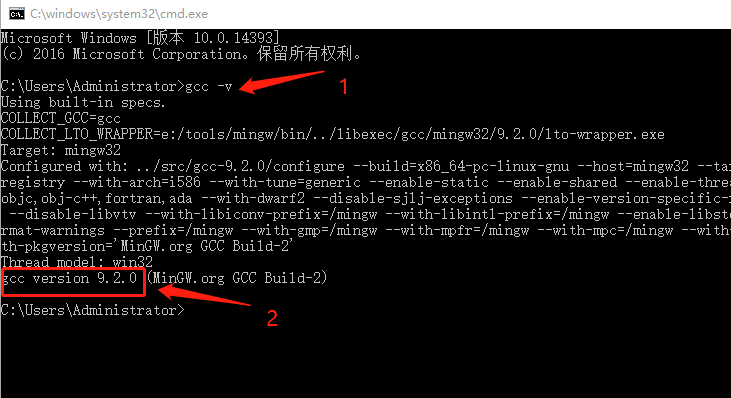 C:\windows\system32\cmd.exe
Microsoft Windows [版本 10.0.14393]
(c) 2016 Microsoft Corporation。保留所有权利。
C:\Users\Administrator>gcc -v
1
Using built-in specs.
COLLECT_GCC=gcc
COLLECT_LTO_WRAPPER=e:/tools/mingw/bin/../libexec/gcc/mingw32/9.2.0/lto-wrapper.exe
Target: mingw32
Configured with: ../src/gcc-9.2.0/configure --build=x86_64-pc-linux-gnu --host=mingw32 --tar
registry --with-arch=i586 --with-tune=generic --enable-static --enable-shared --enable-threa
objc,obj-c++,fortran,ada --with-dwarf2 --disable-sjlj-exceptions --enable-version-specific-r
--disable-libvtv --with-libiconv-prefix=/mingw --with-libintl-prefix=/mingw --enable-libstd
rmat-warnings --prefix=/mingw --with-gmp=/mingw --with-mpfr=/mingw --with-mpc=/mingw --with-
th-pkgversion='MinGW.org GCC Build-2'
Thread model: win32
gcc version 9.2.0 (MinGW.org GCC Build-2)
2
C:\Users\Administrator>